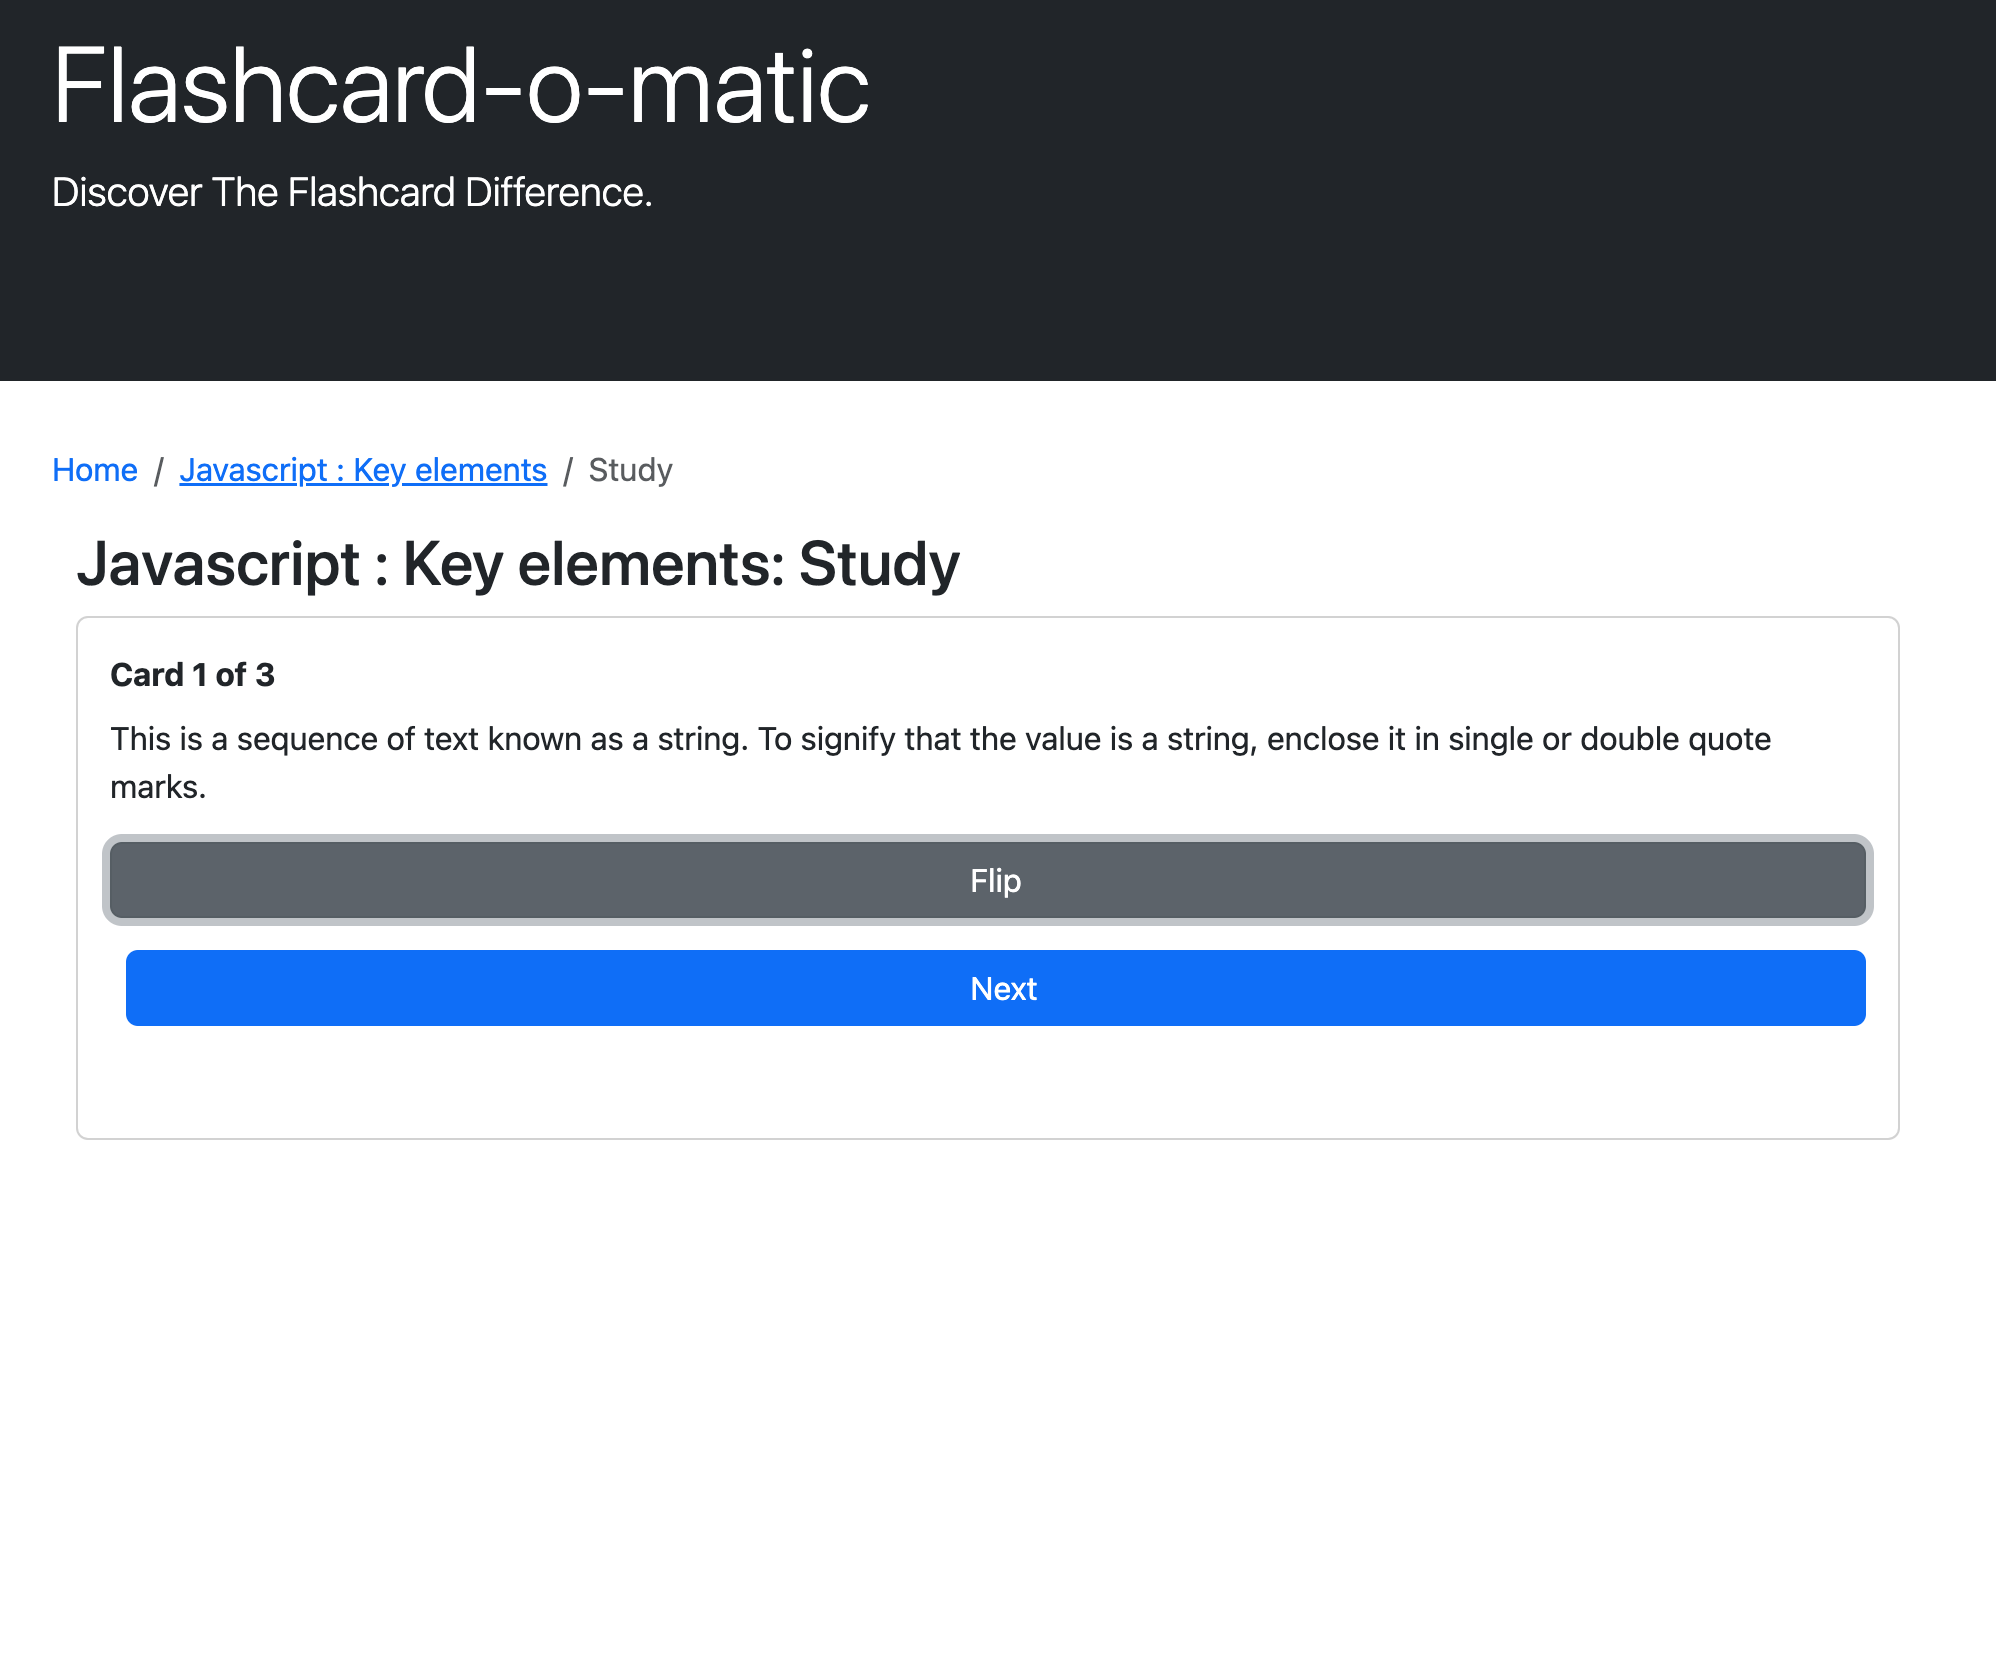 Flashcard-o-matic
Discover The Flashcard Difference.
Home / Javascript : Key elements / Study
Javascript : Key elements: Study
Card 1 of 3
This is a sequence of text known as a string. To signify that the value is a string, enclose it in single or double quote
marks.
Flip
Next